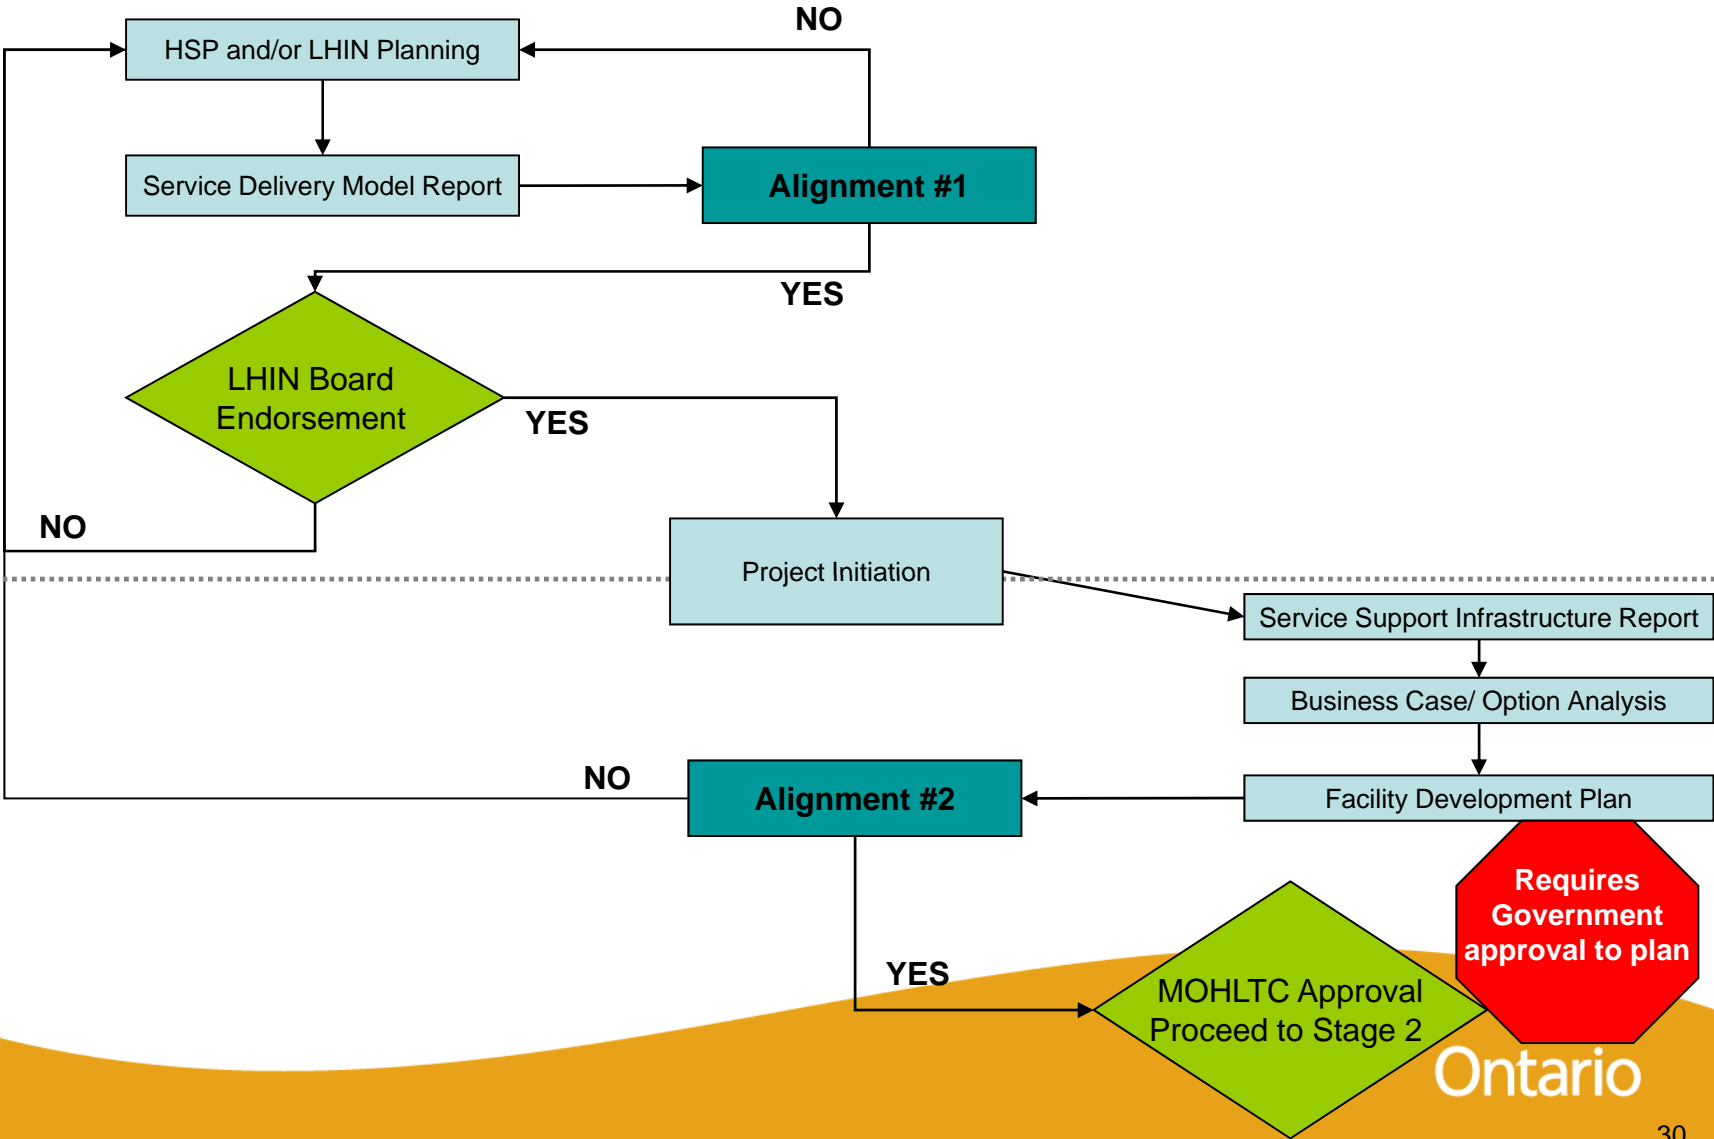 NO
HSP and/or LHIN Planning
Service Delivery Model Report
Alignment #1
YES
LHIN Board
Endorsement
YES
NO
Project Initiation
Service Support Infrastructure Report
Business Case/ Option Analysis
NO
Alignment #2
Facility Development Plan
Requires
Government
approval to plan
YES
MOHLTC Approval
Proceed to Stage 2
Ontario
30